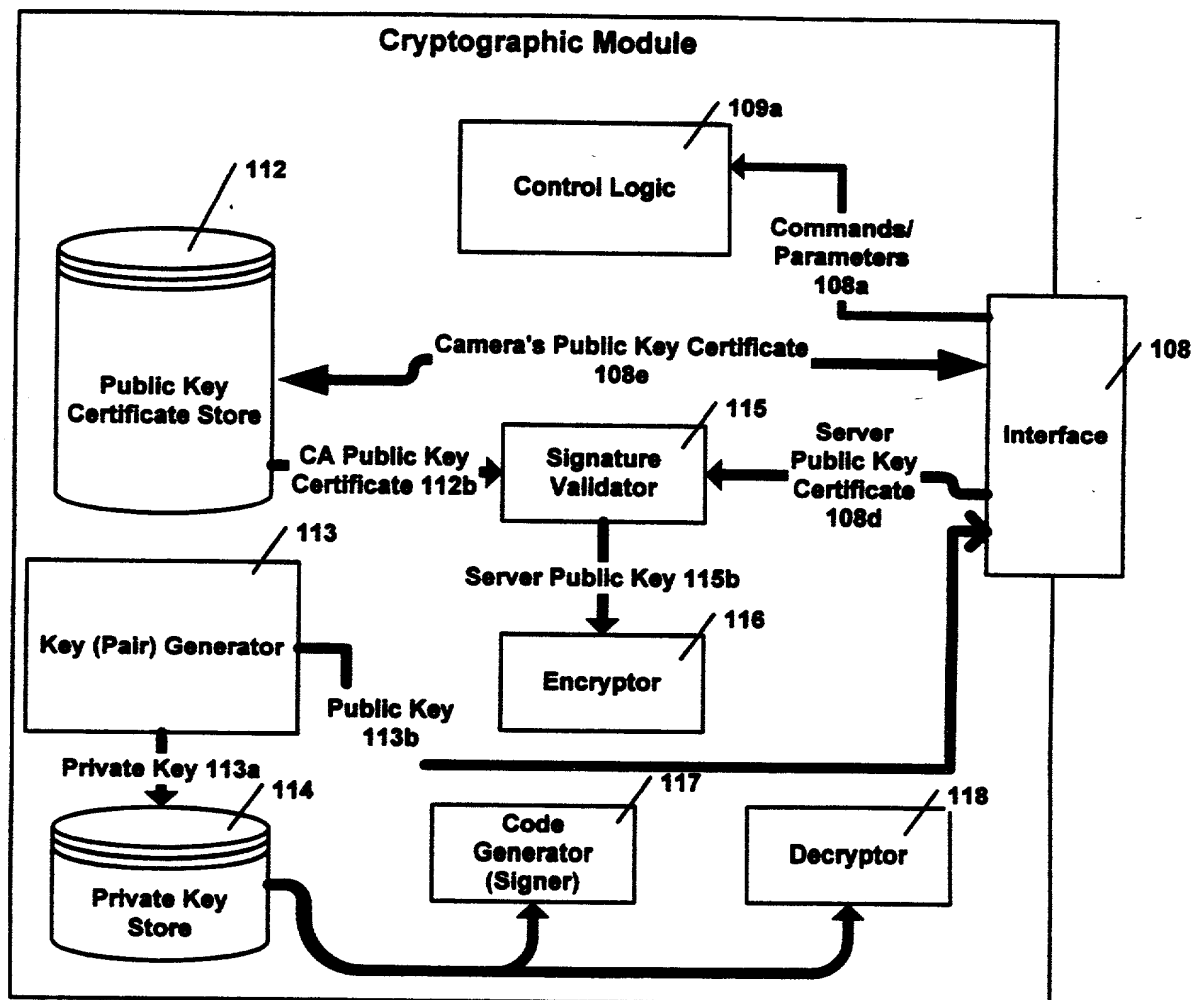 Cryptographic Module
109a
Control Logic
112
Commands/
Parameters
108a
Public Key
Certificate Store
Camera's Public Key Certificate
108e
108
Interface
115
CA Public Key
Certificate 112b
Signature
Validator
Server
Public Key
Certificate
108d
113
Key (Pair) Generator
Server Public Key 115b
116
Encryptor
Public Key
113b
Private Key 113a
114
Private Key
Store
117
Code
Generator
(Signer)
118
Decryptor